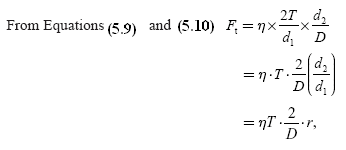 From Equations (5.9) and (5.10) F_t = η × 2T/d_1 × d_2/D
= η · T · 2/D (d_2/d_1)
= ηT · 2/D · r,